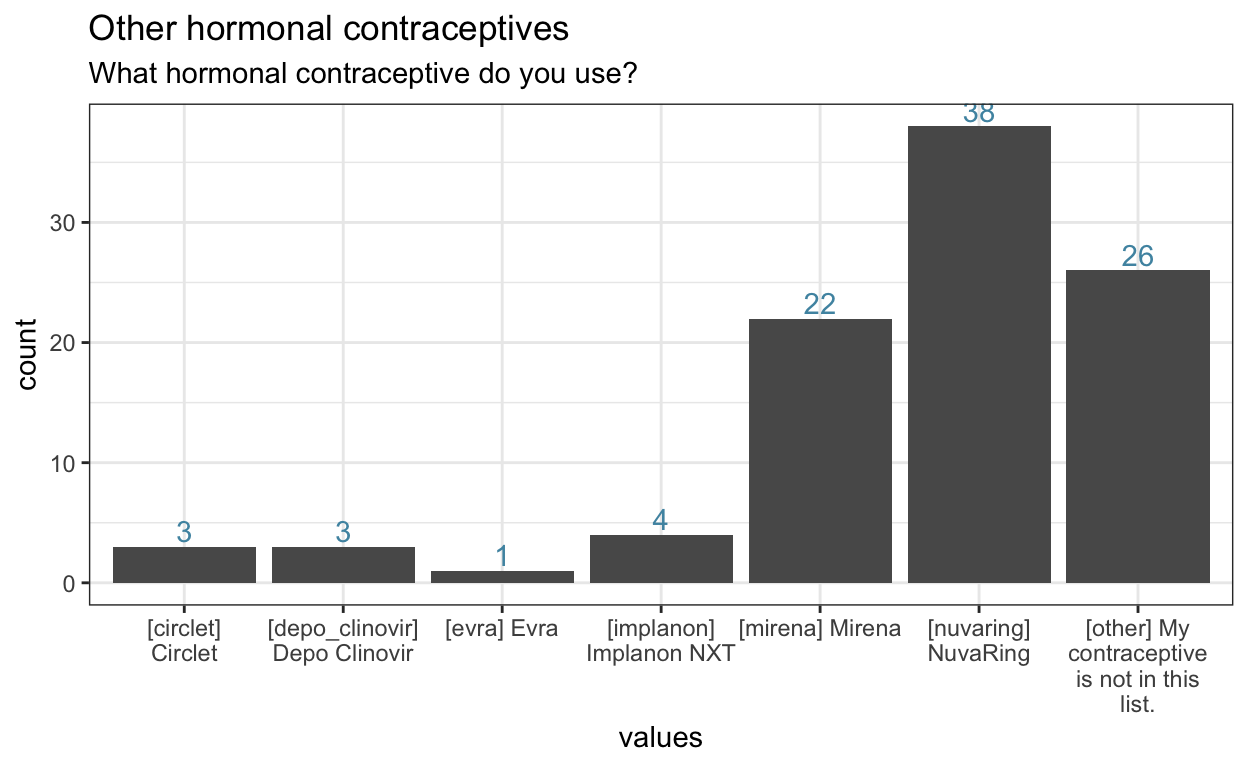 Other hormonal contraceptives
What hormonal contraceptive do you use?
38
30
26
22
20
count
10
4
3
3
1
0
[circlet]
Circlet
[depo_clinovir]
Depo Clinovir
[evra] Evra
[implanon]
Implanon NXT
[mirena] Mirena
[nuvaring]
NuvaRing
[other] My
contraceptive
is not in this
list.
values